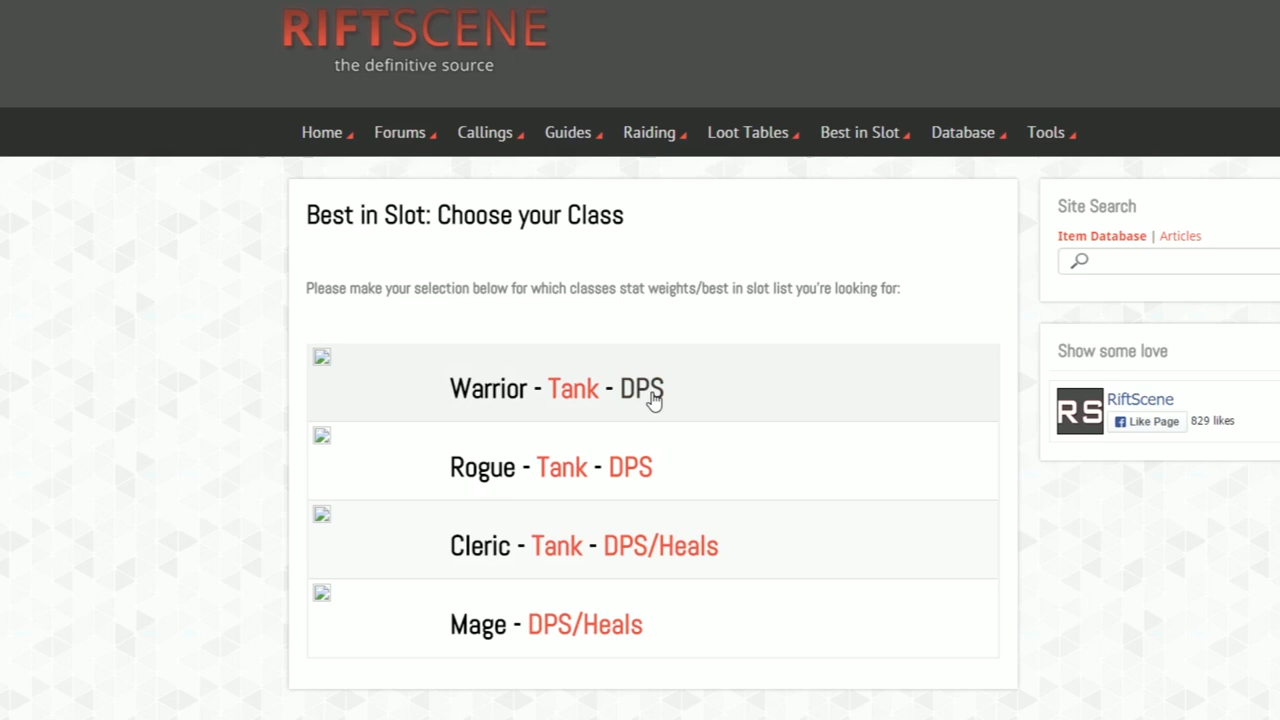 RIFTSCENE
the definitive source
Home Forums Callings Guides Raiding Loot Tables Best in Slot Database Tools
Best in Slot: Choose your Class
Please make your selection below for which classes stat weights/best in slot list you're looking for:
Warrior - Tank - DPS
Rogue - Tank - DPS
Cleric - Tank - DPS/Heals
Mage - DPS/Heals
Site Search
Item Database | Articles
Show some love
RS
RiftScene
Like Page 829 likes